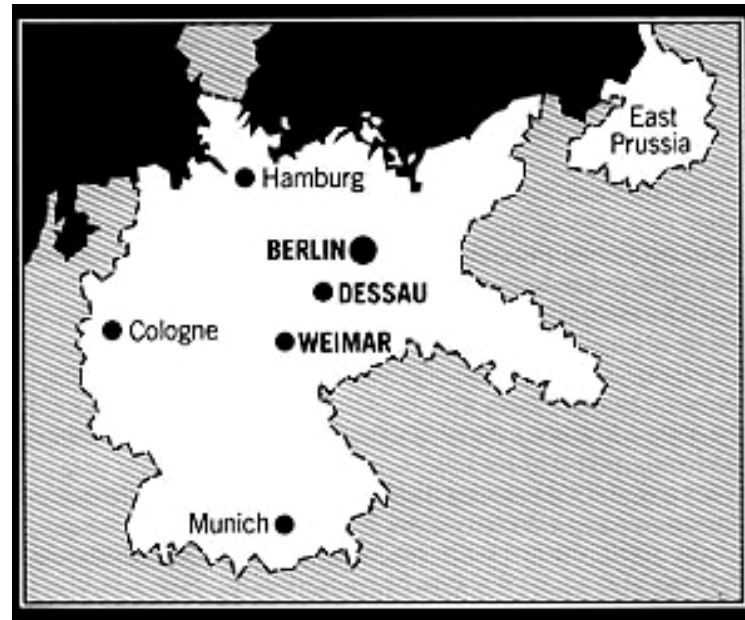 East
Prussia
Hamburg
BERLIN
DESSAU
Cologne
WEIMAR
Munich